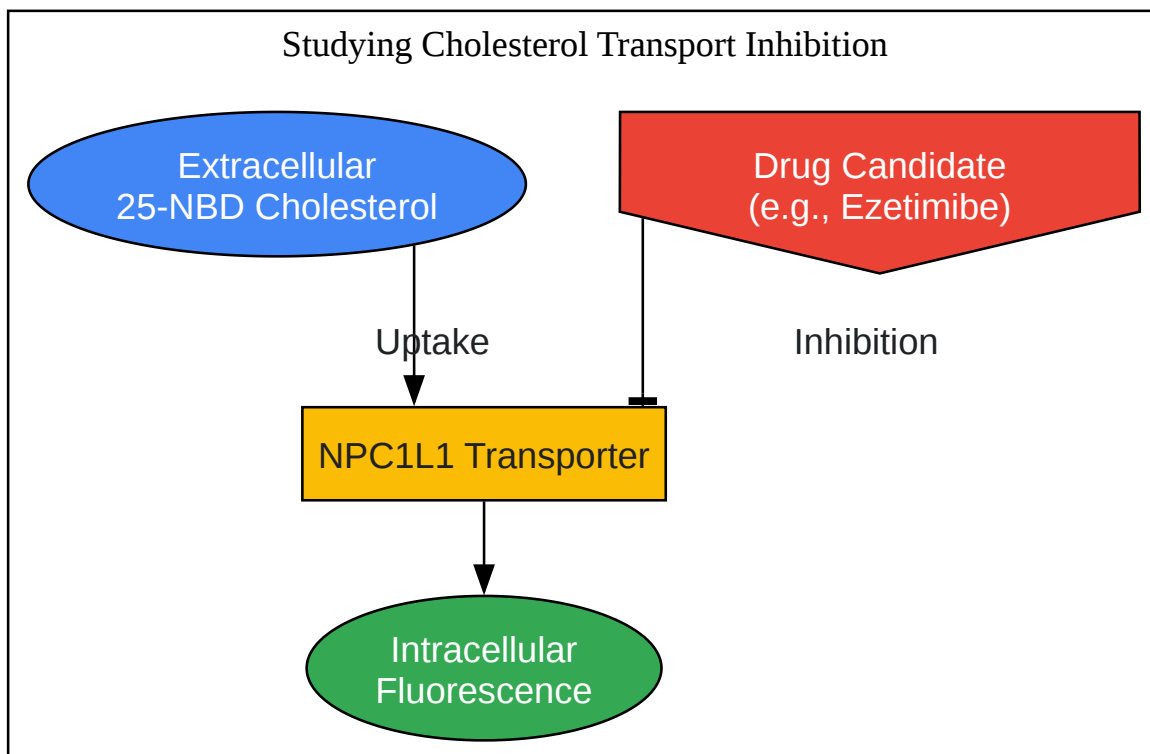 Studying Cholesterol Transport Inhibition
Extracellular
25-NBD Cholesterol
Drug Candidate
(e.g., Ezetimibe)
Uptake
Inhibition
NPC1L1 Transporter
Intracellular
Fluorescence